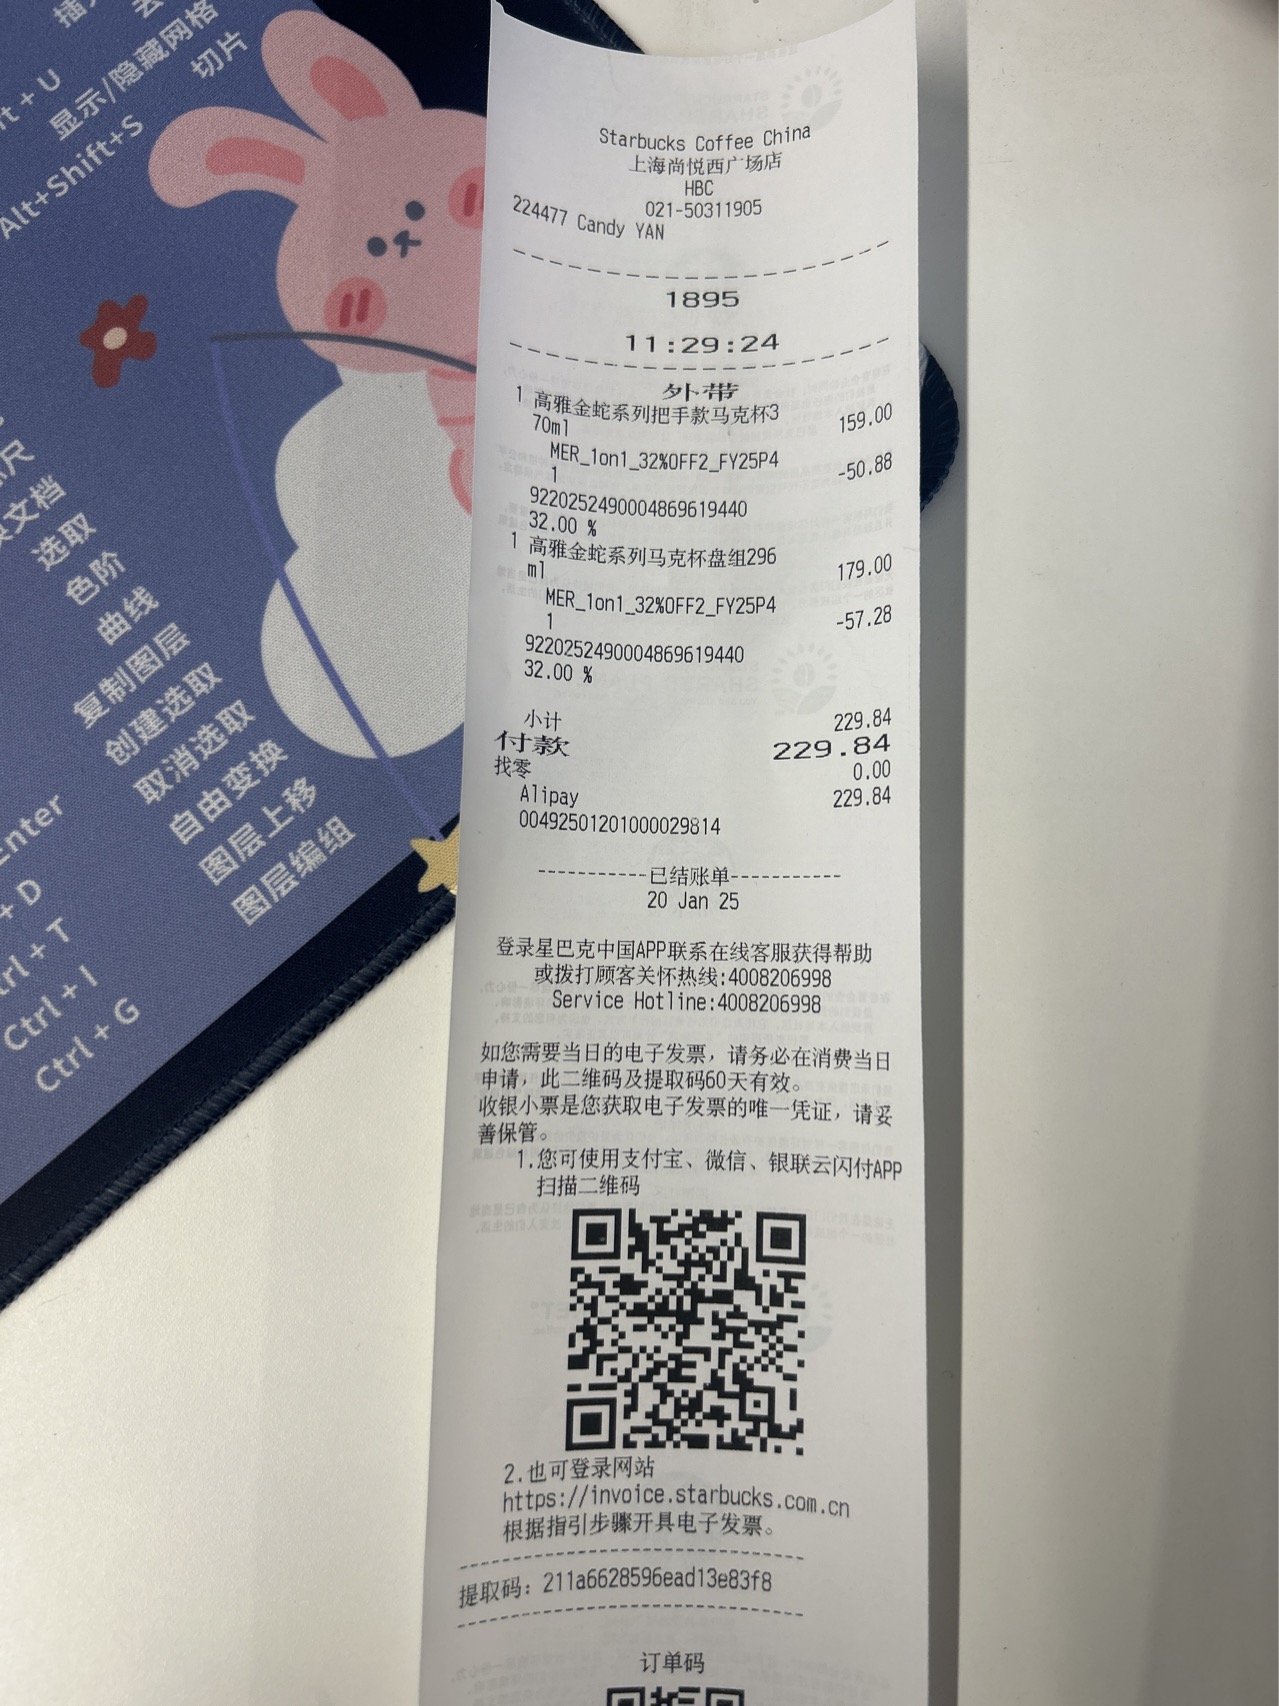 插
去
ft + U
显示/隐藏网格
Alt+Shift+S
切片
尺
文档
选取
色阶
曲线
复制图层
创建选取
取消选取
自由变换
图层上移
图层编组
Enter
+ D
Ctrl + T
Ctrl + I
Ctrl + G
Starbucks Coffee China
上海尚悦西广场店
HBC
021-50311905
224477 Candy YAN
1895
11:29:24
外带
1 高雅金蛇系列把手款马克杯3 159.00
70ml
MER_1on1_32%OFF2_FY25P4 -50.88
1
9220252490004869619440
32.00 %
1 高雅金蛇系列马克杯盘组296 179.00
ml
MER_1on1_32%OFF2_FY25P4 -57.28
1
9220252490004869619440
32.00 %
小计 229.84
付款 229.84
找零 0.00
Alipay 229.84
00492501201000029814
-----------已结账单-----------
20 Jan 25
登录星巴克中国APP联系在线客服获得帮助
或拨打顾客关怀热线:4008206998
Service Hotline:4008206998
如您需要当日的电子发票，请务必在消费当日
申请，此二维码及提取码60天有效。
收银小票是您获取电子发票的唯一凭证，请妥
善保管。
1.您可使用支付宝、微信、银联云闪付APP
扫描二维码
2.也可登录网站
https://invoice.starbucks.com.cn
根据指引步骤开具电子发票。
提取码: 211a6628596ead13e83f8
订单码